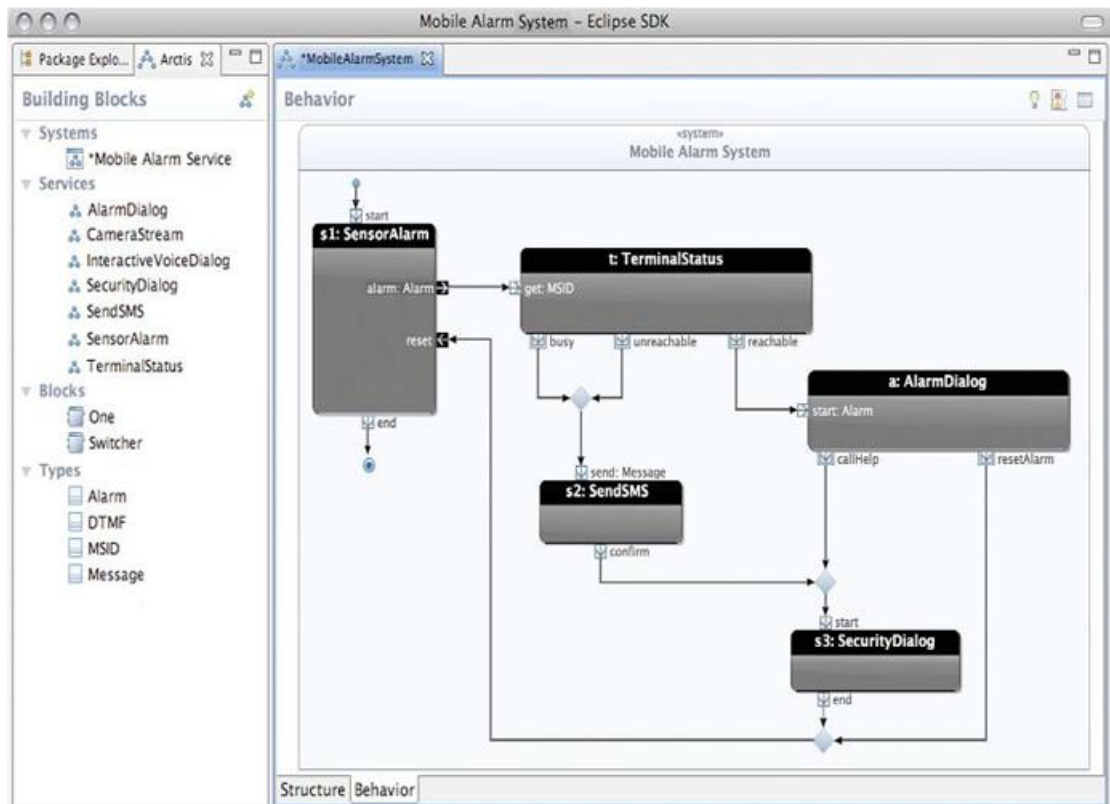 Mobile Alarm System – Eclipse SDK
Package Explo...
Arctis
*MobileAlarmSystem
Building Blocks
Systems
*Mobile Alarm Service
Services
AlarmDialog
CameraStream
InteractiveVoiceDialog
SecurityDialog
SendSMS
SensorAlarm
TerminalStatus
Blocks
One
Switcher
Types
Alarm
DTMF
MSID
Message
Behavior
«system»
Mobile Alarm System
start
s1: SensorAlarm
alarm: Alarm
reset
end
t: TerminalStatus
get: MSID
busy
unreachable
reachable
a: AlarmDialog
start: Alarm
callHelp
resetAlarm
send: Message
s2: SendSMS
confirm
start
s3: SecurityDialog
end
Structure
Behavior